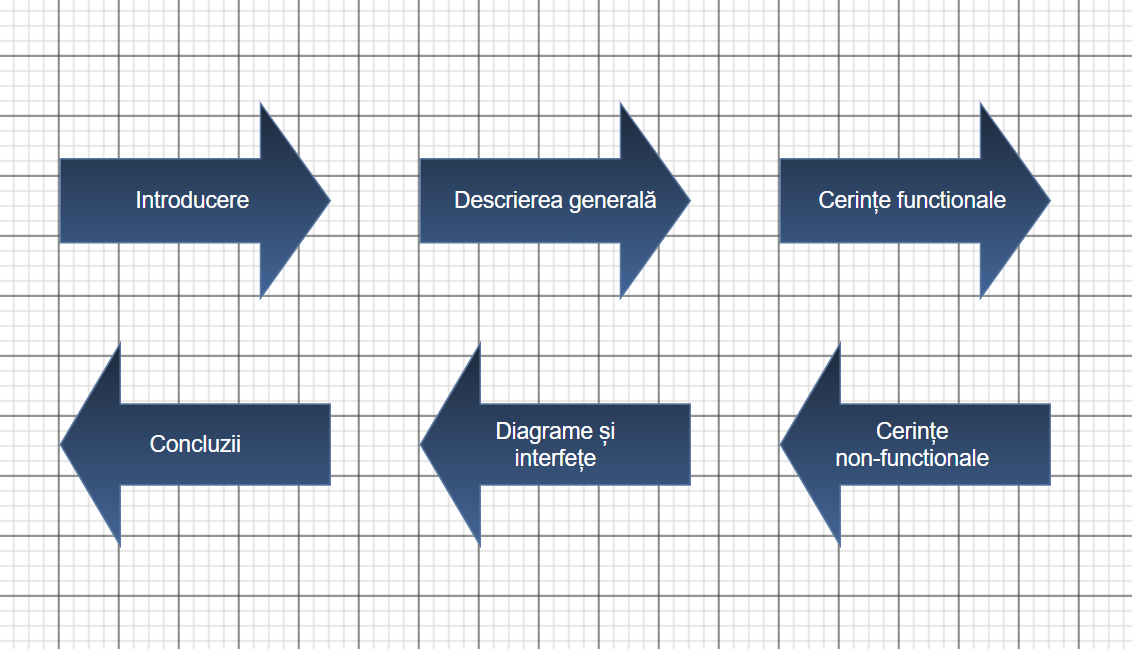 Introducere
Descrierea generală
Cerințe functionale
Cerințe
non-functionale
Diagrame și
interfețe
Concluzii